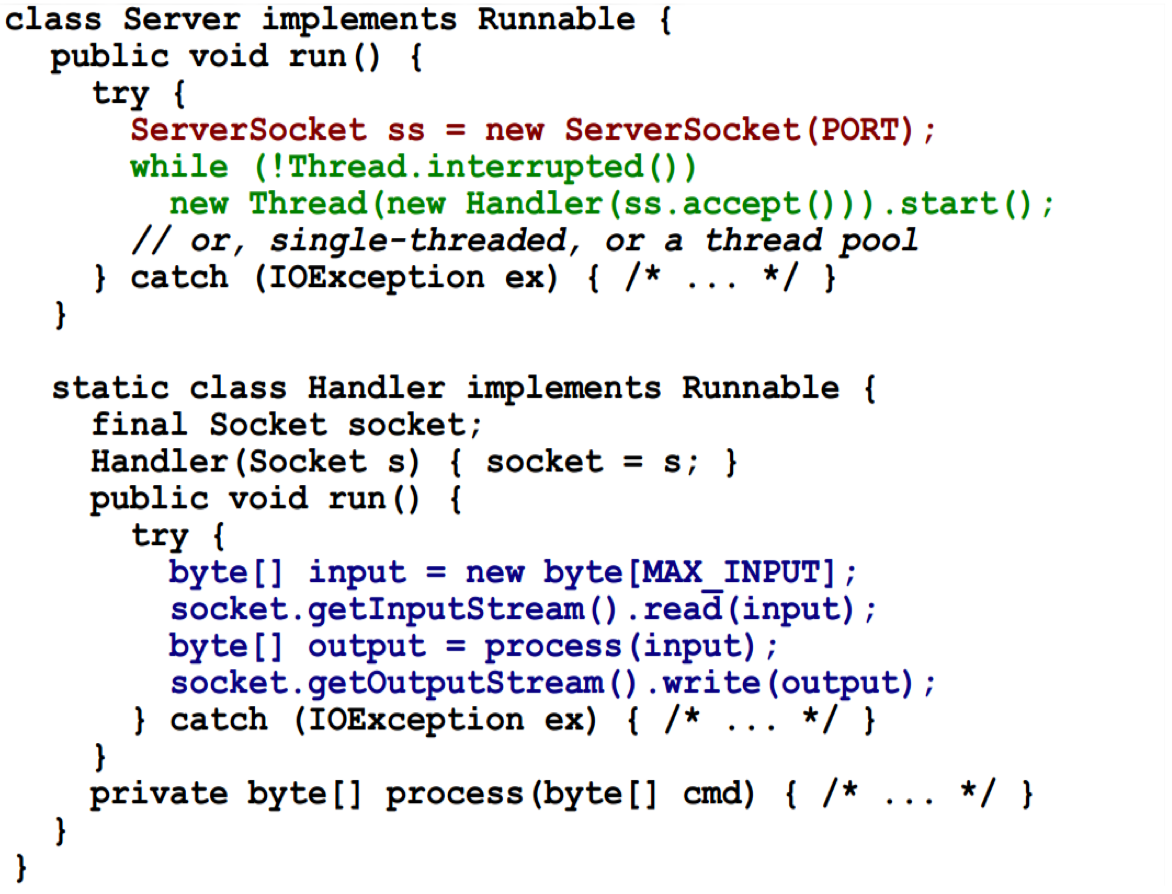 class Server implements Runnable {
  public void run() {
    try {
      ServerSocket ss = new ServerSocket(PORT);
      while (!Thread.interrupted())
        new Thread(new Handler(ss.accept())).start();
      // or, single-threaded, or a thread pool
    } catch (IOException ex) { /* ... */ }
  }

  static class Handler implements Runnable {
    final Socket socket;
    Handler(Socket s) { socket = s; }
    public void run() {
      try {
        byte[] input = new byte[MAX_INPUT];
        socket.getInputStream().read(input);
        byte[] output = process(input);
        socket.getOutputStream().write(output);
      } catch (IOException ex) { /* ... */ }
    }
    private byte[] process(byte[] cmd) { /* ... */ }
  }
}